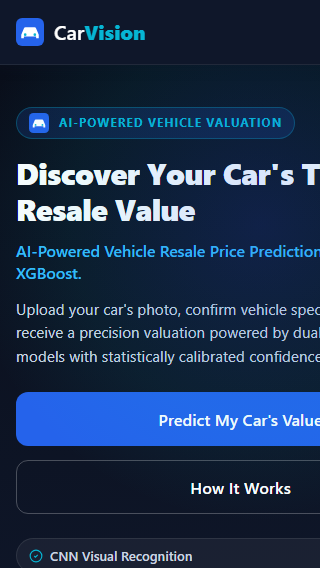 CarVision
AI-POWERED VEHICLE VALUATION
Discover Your Car's T
Resale Value
AI-Powered Vehicle Resale Price Prediction
XGBoost.
Upload your car's photo, confirm vehicle spec
receive a precision valuation powered by dual
models with statistically calibrated confidence
Predict My Car's Value
How It Works
CNN Visual Recognition